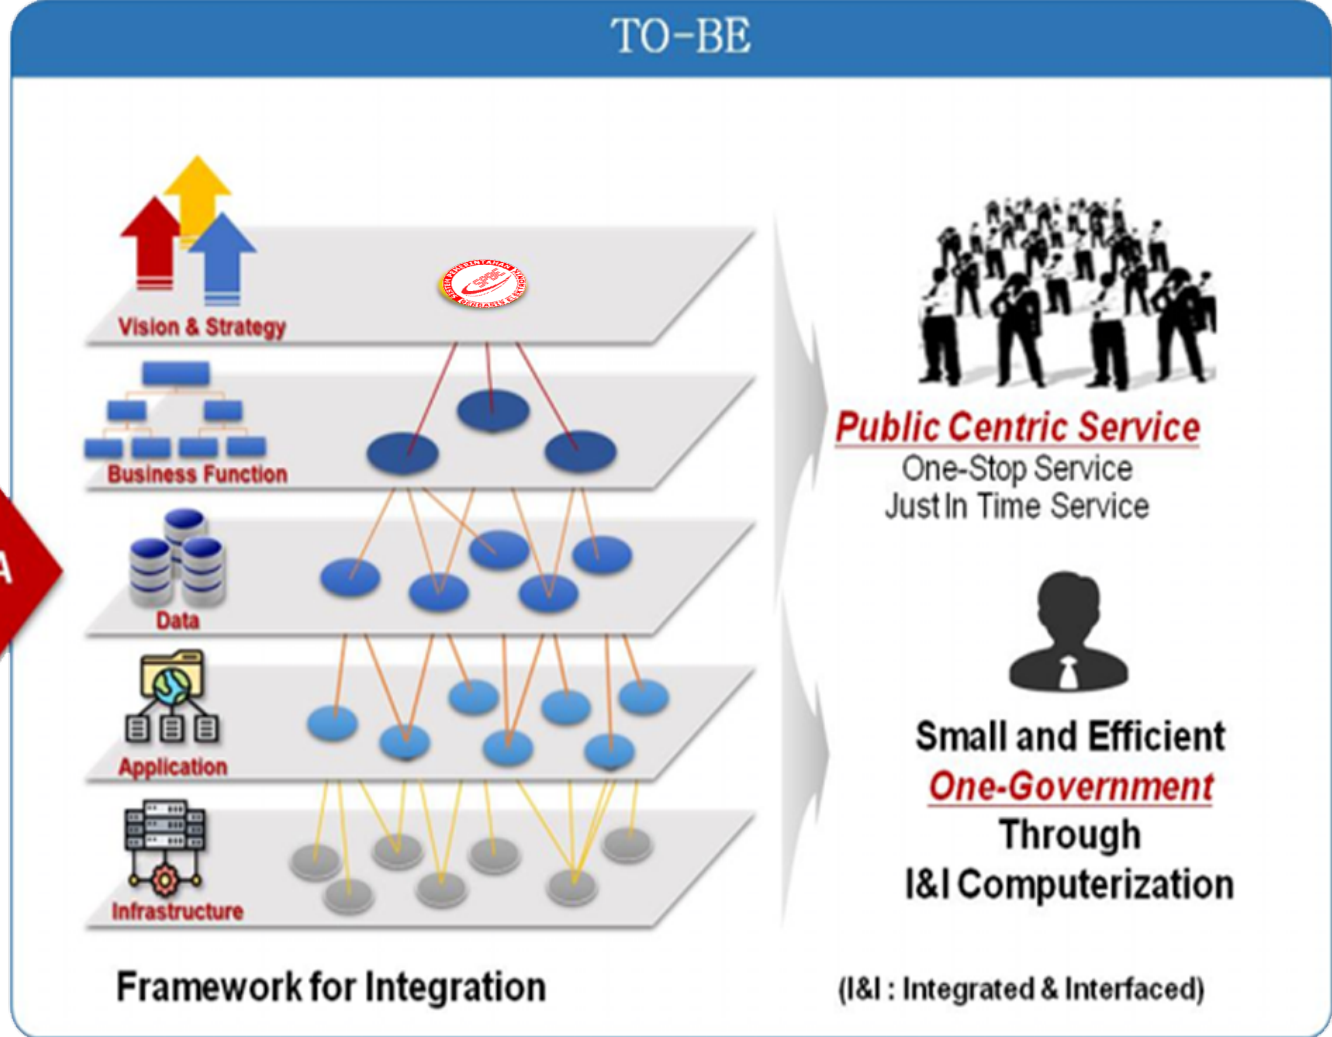 TO-BE
Vision & Strategy
Business Function
Data
Application
Infrastructure
Framework for Integration
A
Public Centric Service
One-Stop Service
Just In Time Service
Small and Efficient
One-Government
Through
I&I Computerization
(I&I : Integrated & Interfaced)